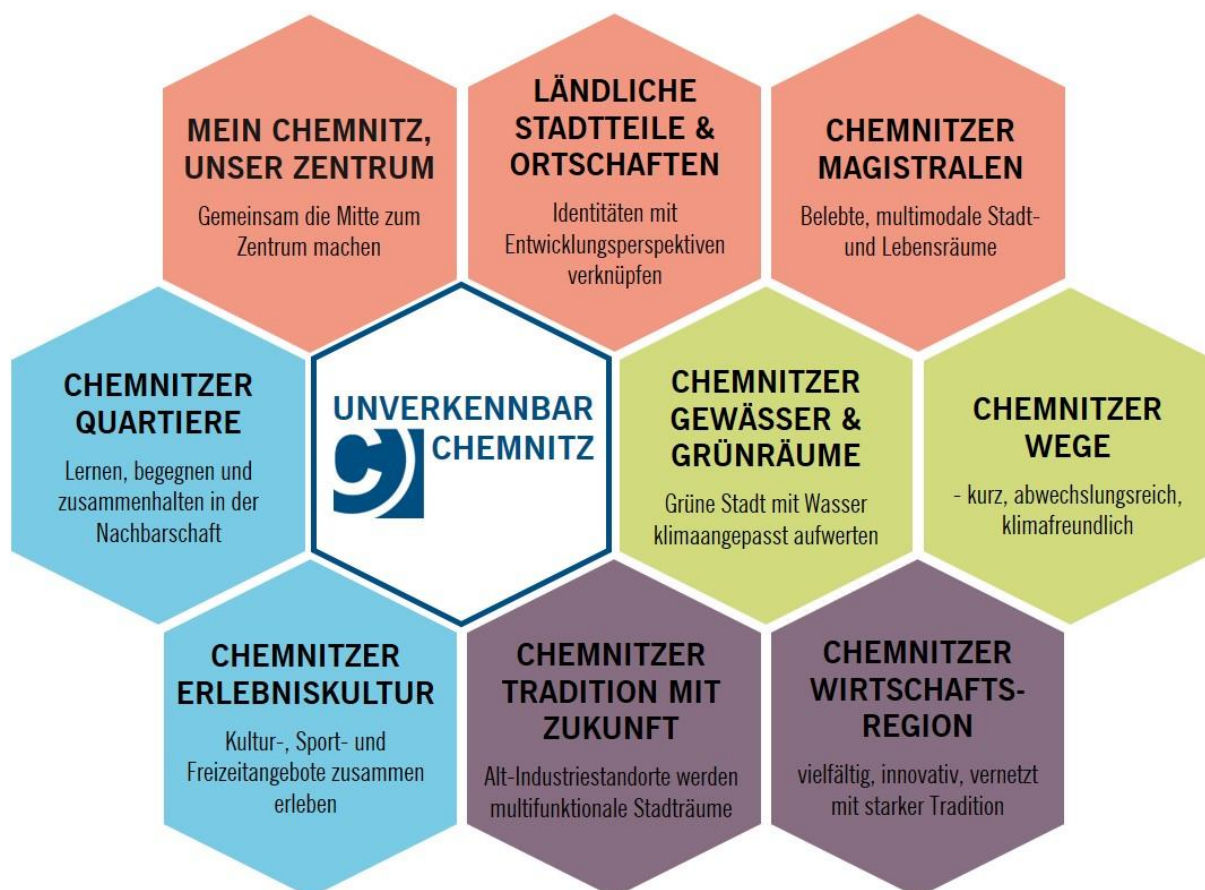 MEIN CHEMNITZ,
UNSER ZENTRUM
Gemeinsam die Mitte zum
Zentrum machen
LÄNDLICHE
STADTTEILE &
ORTSCHAFTEN
Identitäten mit
Entwicklungsperspektiven
verknüpfen
CHEMNITZER
MAGISTRALEN
Belebte, multimodale Stadt-
und Lebensräume
CHEMNITZER
QUARTIERE
Lernen, begegnen und
zusammenhalten in der
Nachbarschaft
UNVERKENNBAR
CHEMNITZ
CHEMNITZER
GEWÄSSER &
GRÜNRÄUME
Grüne Stadt mit Wasser
klimaangepasst aufwerten
CHEMNITZER
WEGE
- kurz, abwechslungsreich,
klimafreundlich
CHEMNITZER
ERLEBNISKULTUR
Kultur-, Sport- und
Freizeitangebote zusammen
erleben
CHEMNITZER
TRADITION MIT
ZUKUNFT
Alt-Industriestandorte werden
multifunktionale Stadträume
CHEMNITZER
WIRTSCHAFTS-
REGION
vielfältig, innovativ, vernetzt
mit starker Tradition